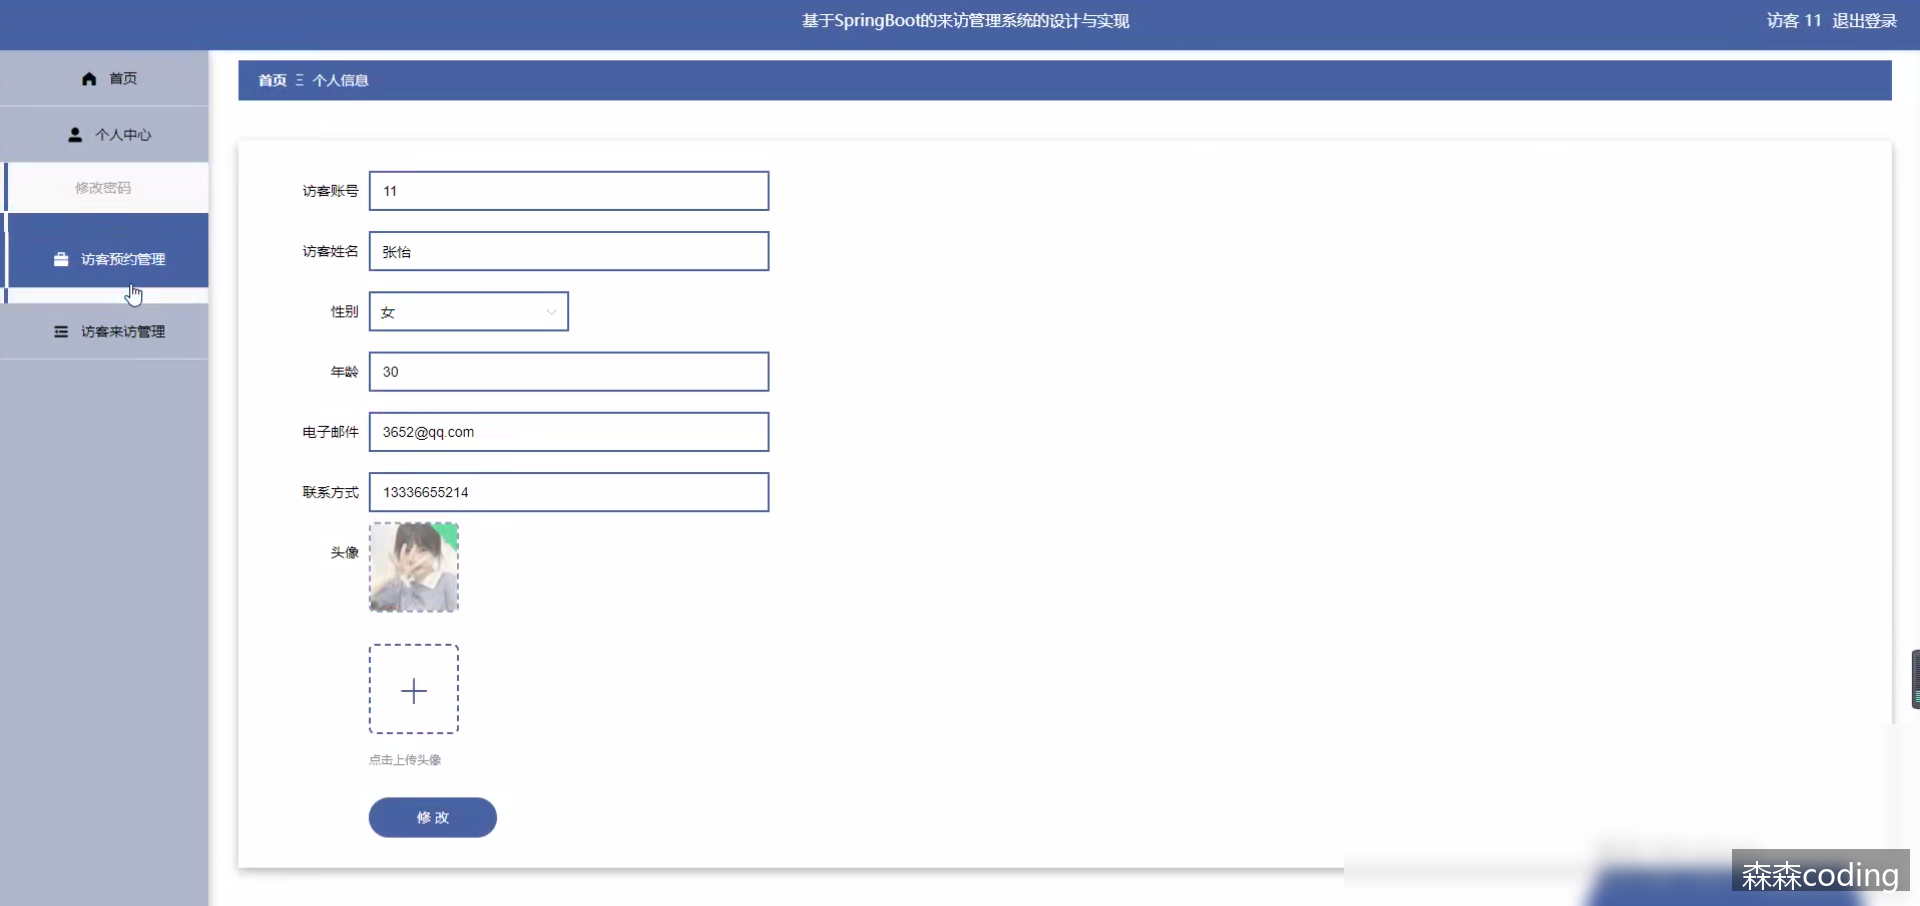 基于SpringBoot的来访管理系统的设计与实现
访客 11 退出登录
首页
个人中心
修改密码
访客预约管理
访客来访管理
首页 Ξ 个人信息
访客账号 11
访客姓名 张怡
性别 女
年龄 30
电子邮件 3652@qq.com
联系方式 13336655214
头像
点击上传头像
修 改
森森coding